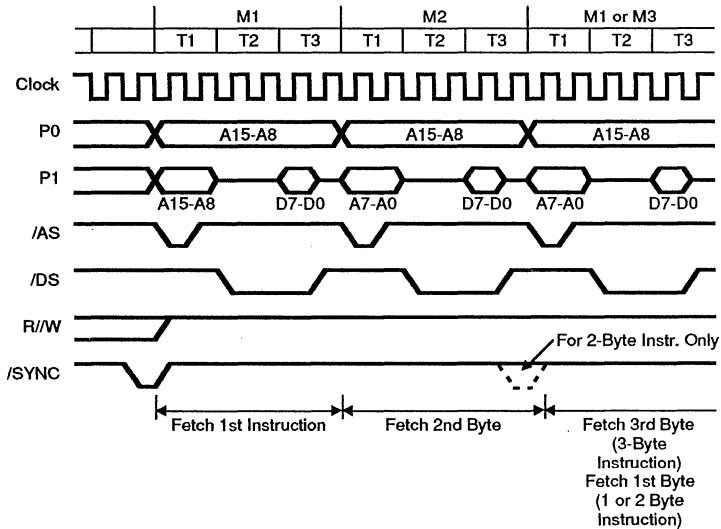 M1 M2 M1 or M3
T1 T2 T3 T1 T2 T3 T1 T2 T3
Clock
P0 A15-A8 A15-A8 A15-A8
P1
A15-A8 D7-D0 A7-A0 D7-D0 A7-A0 D7-D0
/AS
/DS
R//W
For 2-Byte Instr. Only
/SYNC
Fetch 1st Instruction Fetch 2nd Byte Fetch 3rd Byte
(3-Byte
Instruction)
Fetch 1st Byte
(1 or 2 Byte
Instruction)